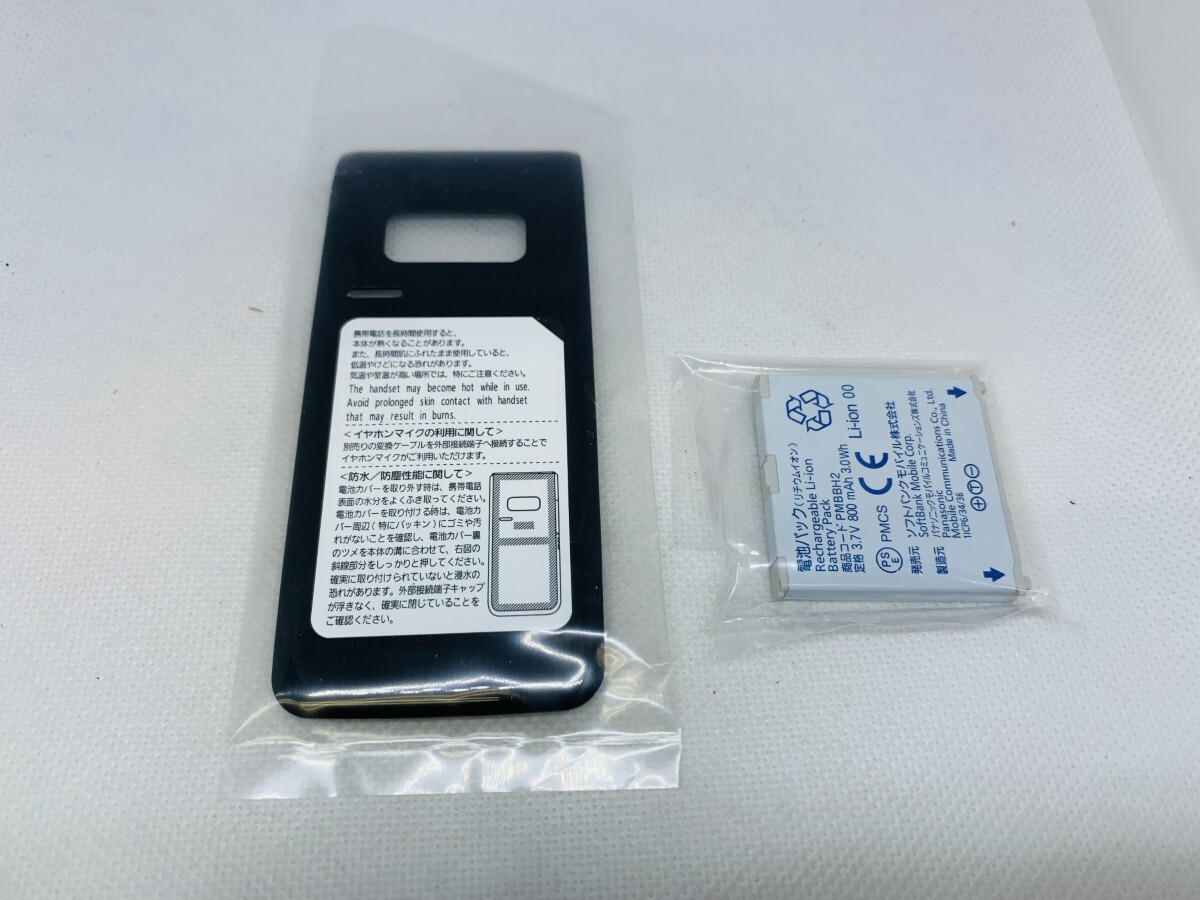 携帯電話を長時間使用すると、
本体が熱くなることがあります。
また、長時間肌にふれたまま使用していると、
低温やけどになる恐れがあります。
気温や室温が高い場所では、特にご注意ください。
The handset may become hot while in use.
Avoid prolonged skin contact with handset
that may result in burns.
<イヤホンマイクの利用に関して>
別売りの変換ケーブルを外部接続端子へ接続することで
イヤホンマイクがご利用いただけます。
<防水/防塵性能に関して>
電池カバーを取り外す時は、携帯電話
表面の水分をよくふき取ってください。
電池カバーを取り付ける時は、電池カ
バー周辺(特にパッキン)にゴミや汚
れがないことを確認し、電池カバー裏
のツメを本体の溝に合わせて、右図の
斜線部分をしっかりと押してください。
確実に取り付けられていないと浸水の
恐れがあります。外部接続端子キャップ
が浮きなく、確実に閉じていることを
ご確認ください。
電池パック(リチウムイオン)
Rechargeable Li-ion
Battery Pack
商品コード PMBBH2
定格 3.7V 800 mAh 3.0Wh
Li-ion 00
PS
E
PMCS
CE
発売元 ソフトバンクモバイル株式会社
SoftBank Mobile Corp.
製造元 パナソニックモバイルコミュニケーションズ株式会社
Panasonic Mobile Communications Co., Ltd.
Made in China
1ICP6/34/36